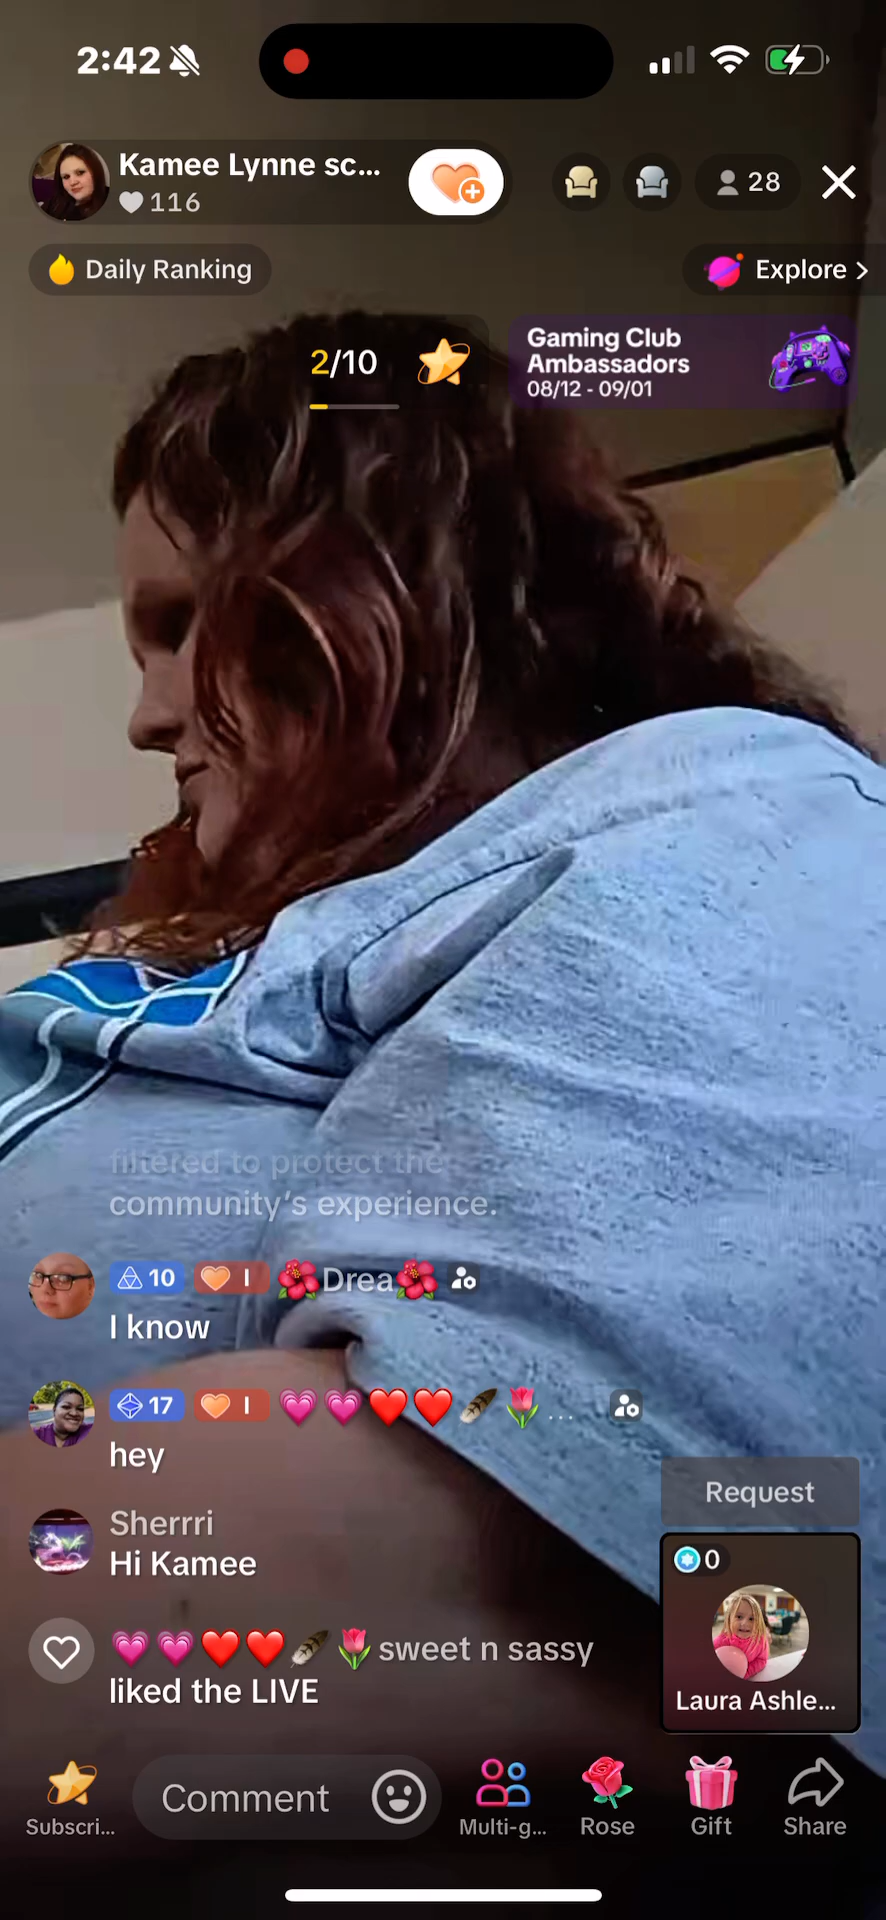 2:42
Kamee Lynne sc...
116
28
Daily Ranking
Explore >
2/10
Gaming Club
Ambassadors
08/12 - 09/01
filtered to protect the
community's experience.
10 I 🌺Drea🌺
I know
17 I 💗💗❤️❤️🪶🌷...
hey
Sherrri
Hi Kamee
💗💗❤️❤️🪶🌷sweet n sassy
liked the LIVE
Request
0
Laura Ashle...
Comment
Subscri...
Multi-g...
Rose
Gift
Share